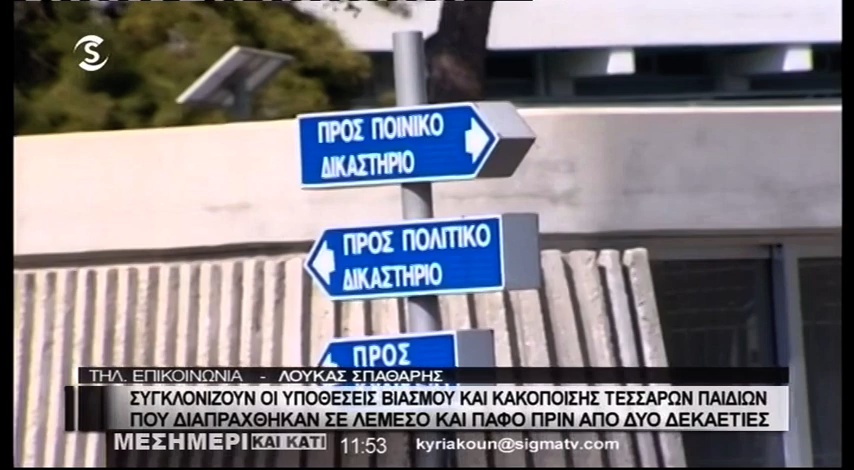 S
ΠΡΟΣ ΠΟΙΝΙΚΟ
ΔΙΚΑΣΤΗΡΙΟ
ΠΡΟΣ ΠΟΛΙΤΙΚΟ
ΔΙΚΑΣΤΗΡΙΟ
ΠΡΟΣ
ΤΗΛ. ΕΠΙΚΟΙΝΩΝΙΑ - ΛΟΥΚΑΣ ΣΠΑΘΑΡΗΣ
ΣΥΓΚΛΟΝΙΖΟΥΝ ΟΙ ΥΠΟΘΕΣΕΙΣ ΒΙΑΣΜΟΥ ΚΑΙ ΚΑΚΟΠΟΙΣΗΣ ΤΕΣΣΑΡΩΝ ΠΑΙΔΙΩΝ
ΠΟΥ ΔΙΑΠΡΑΧΘΗΚΑΝ ΣΕ ΛΕΜΕΣΟ ΚΑΙ ΠΑΦΟ ΠΡΙΝ ΑΠΟ ΔΥΟ ΔΕΚΑΕΤΙΕΣ
ΜΕΣΗΜΕΡΙ ΚΑΙ ΚΑΤΙ 11:53 kyriakoun@sigmatv.com